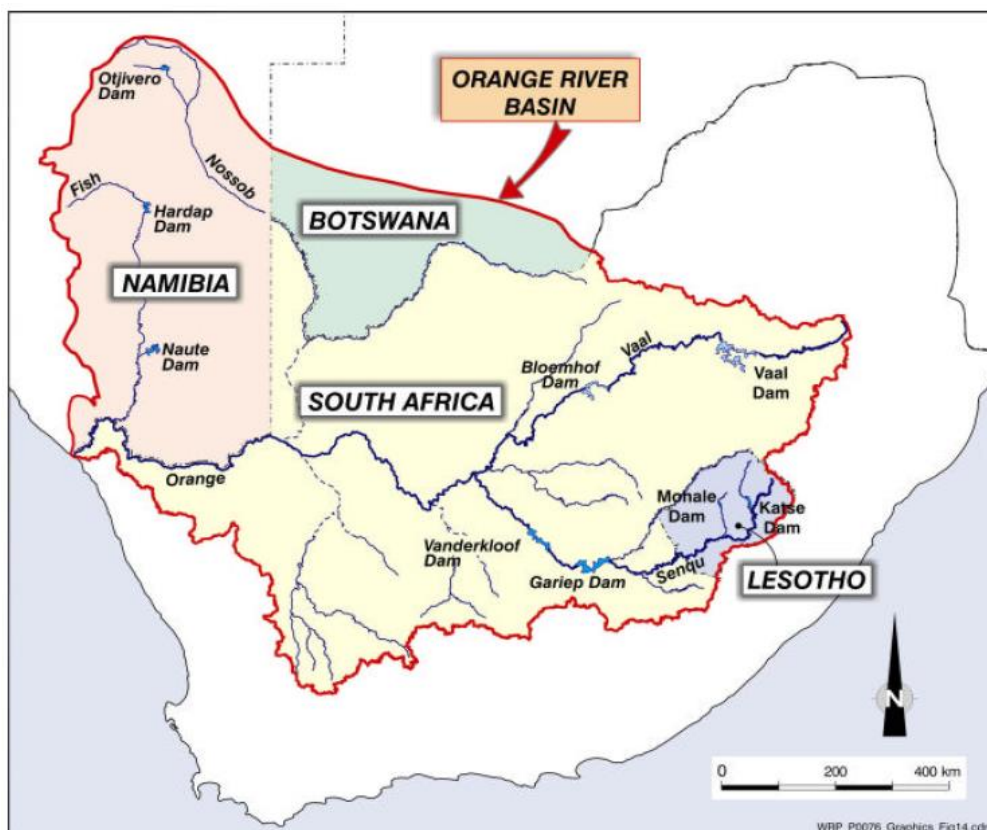 Otjivero
Dam
ORANGE RIVER
BASIN
Nossob
Fish
Hardap
Dam
BOTSWANA
NAMIBIA
Naute
Dam
Bloemhof
Dam
Vaal
Vaal
Dam
SOUTH AFRICA
Orange
Mohale
Dam
Katse
Dam
Vanderkloof
Dam
Gariep Dam
Senqu
LESOTHO
N
0 200 400 km
WRP_P0076_Graphics_Fig14.cdr